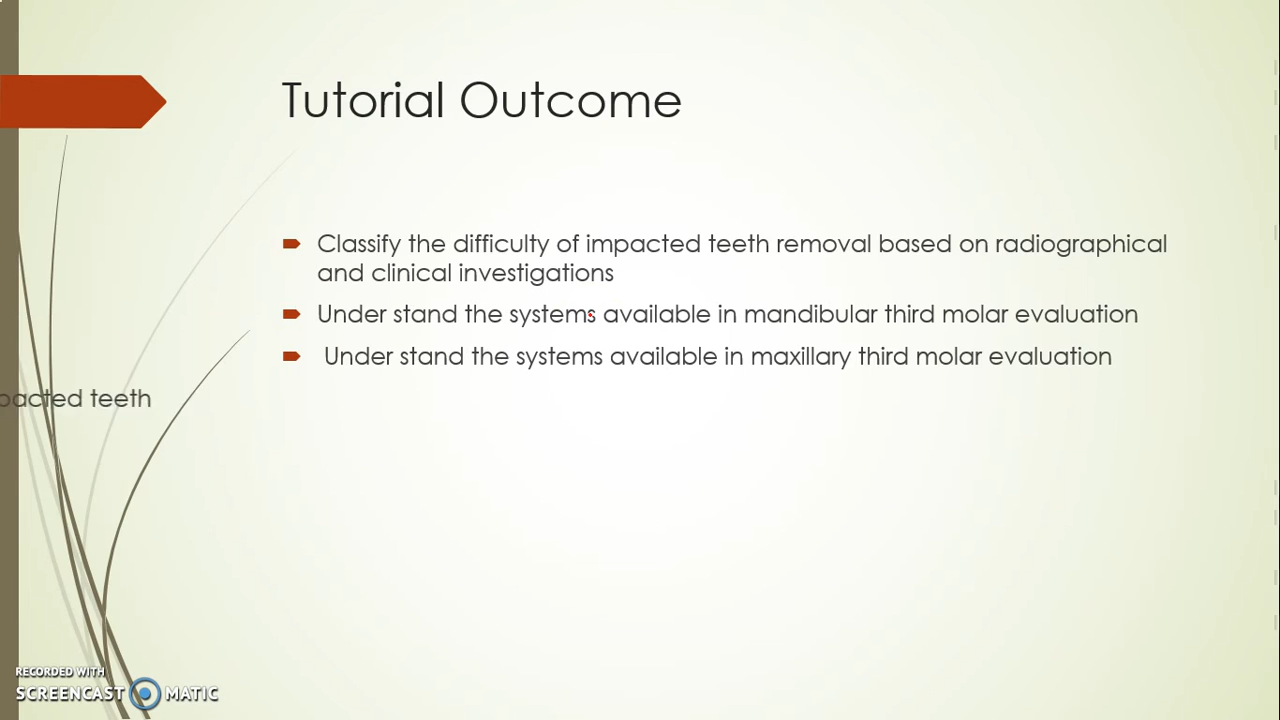 Tutorial Outcome
Classify the difficulty of impacted teeth removal based on radiographical
and clinical investigations
Under stand the systems available in mandibular third molar evaluation
Under stand the systems available in maxillary third molar evaluation
pacted teeth
RECORDED WITH
SCREENCAST MATIC